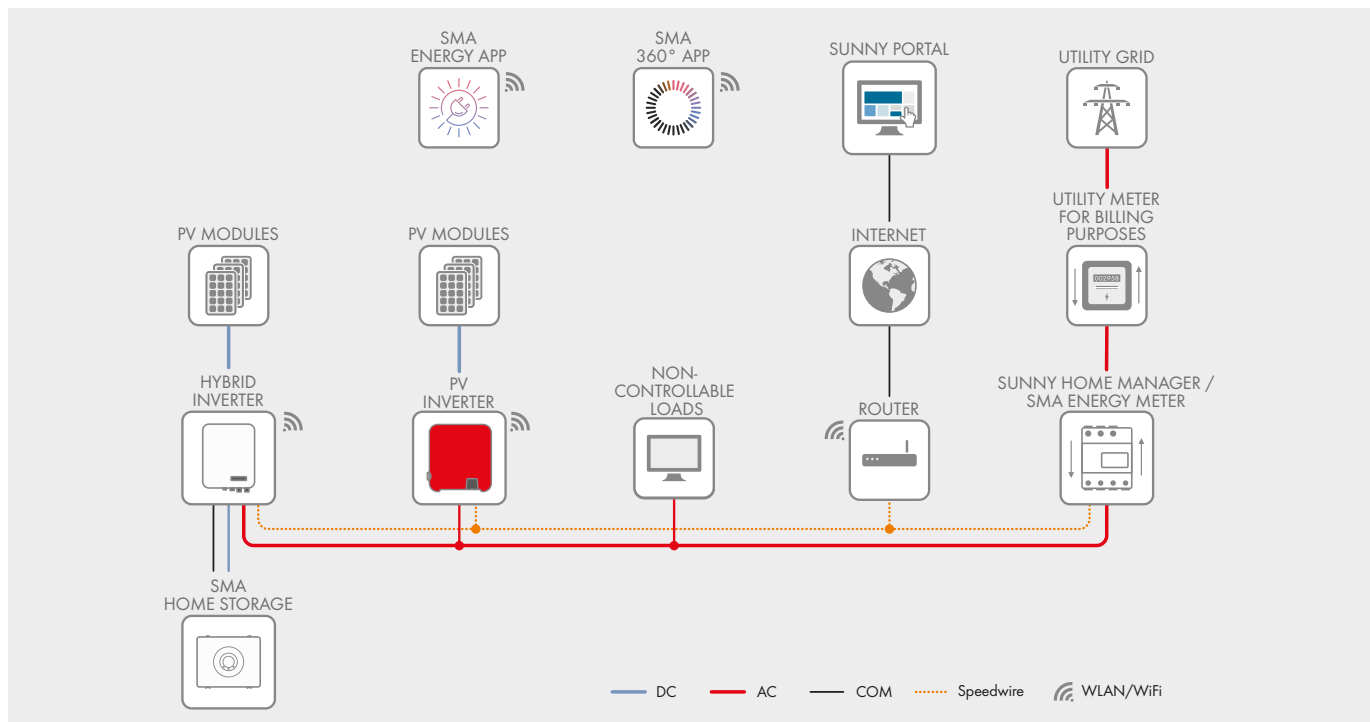 SMA
ENERGY APP
SMA
360° APP
SUNNY PORTAL
UTILITY GRID
PV MODULES
PV MODULES
INTERNET
UTILITY METER
FOR BILLING
PURPOSES
002938
HYBRID
INVERTER
PV
INVERTER
NON-
CONTROLLABLE
LOADS
ROUTER
SUNNY HOME MANAGER /
SMA ENERGY METER
SMA
HOME STORAGE
DC
AC
COM
Speedwire
WLAN/WiFi